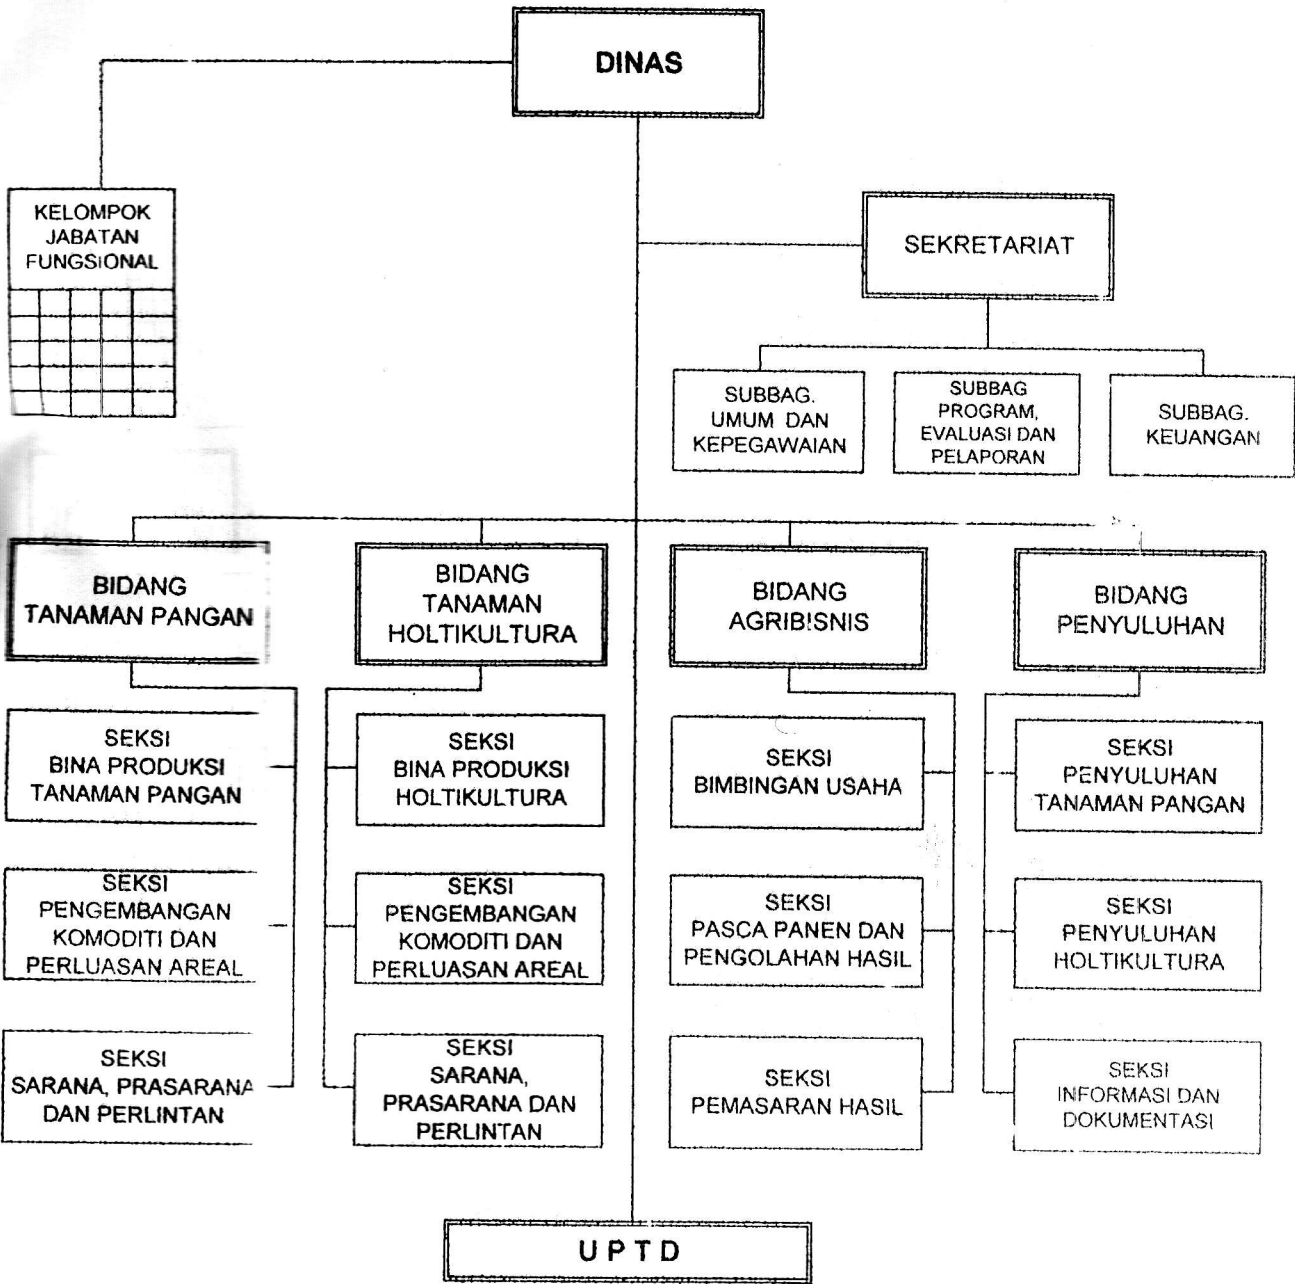 DINAS
KELOMPOK
JABATAN
FUNGSIONAL
SEKRETARIAT
SUBBAG.
UMUM DAN
KEPEGAWAIAN
SUBBAG
PROGRAM,
EVALUASI DAN
PELAPORAN
SUBBAG.
KEUANGAN
BIDANG
TANAMAN PANGAN
BIDANG
TANAMAN
HOLTIKULTURA
BIDANG
AGRIBISNIS
BIDANG
PENYULUHAN
SEKSI
BINA PRODUKSI
TANAMAN PANGAN
SEKSI
BINA PRODUKSI
HOLTIKULTURA
SEKSI
BIMBINGAN USAHA
SEKSI
PENYULUHAN
TANAMAN PANGAN
SEKSI
PENGEMBANGAN
KOMODITI DAN
PERLUASAN AREAL
SEKSI
PENGEMBANGAN
KOMODITI DAN
PERLUASAN AREAL
SEKSI
PASCA PANEN DAN
PENGOLAHAN HASIL
SEKSI
PENYULUHAN
HOLTIKULTURA
SEKSI
SARANA, PRASARANA
DAN PERLINTAN
SEKSI
SARANA,
PRASARANA DAN
PERLINTAN
SEKSI
PEMASARAN HASIL
SEKSI
INFORMASI DAN
DOKUMENTASI
U P T D